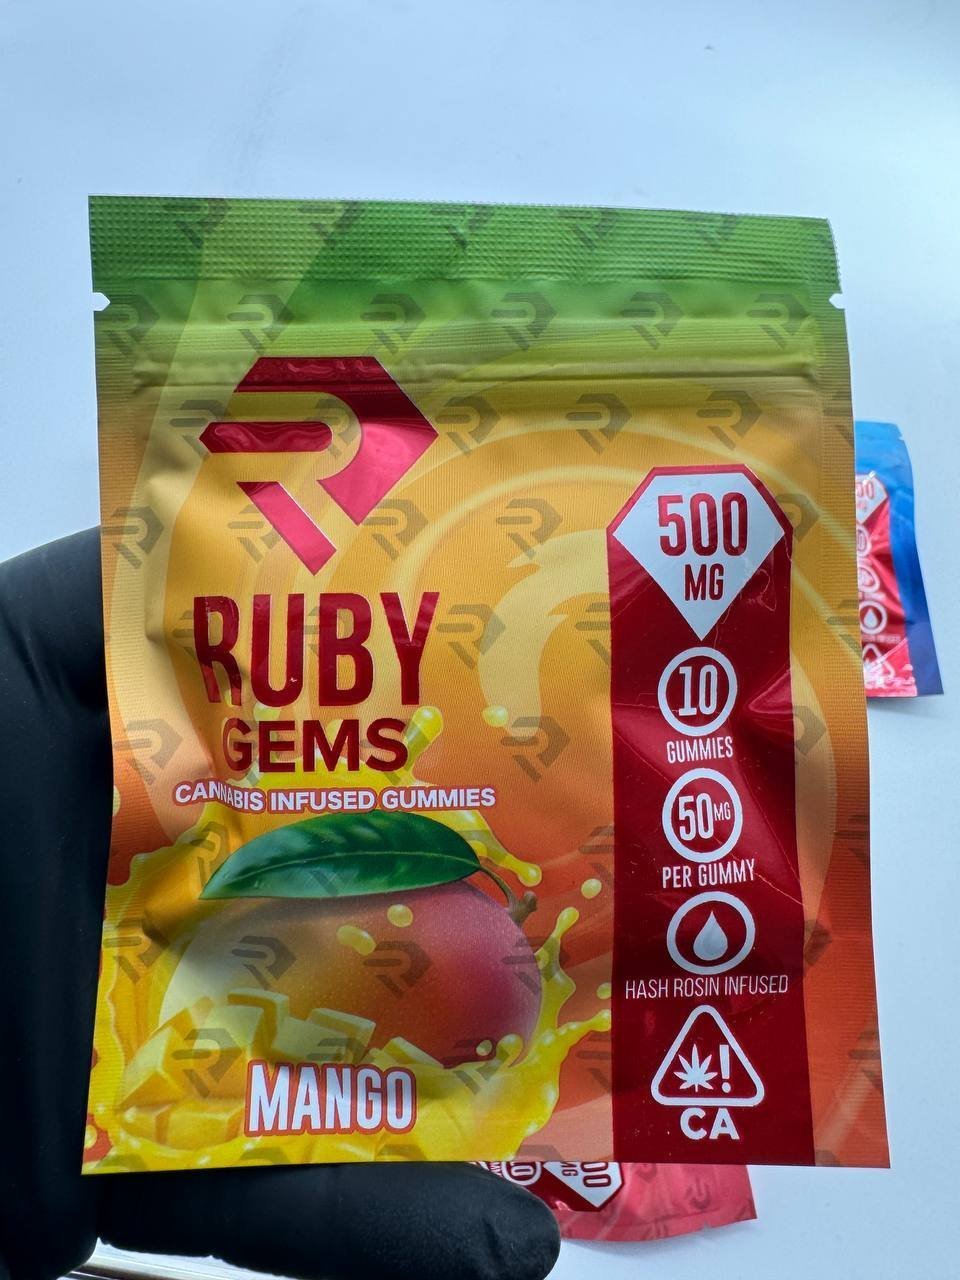 RUBY
GEMS
CANNABIS INFUSED GUMMIES
MANGO
500
MG
10
GUMMIES
50MG
PER GUMMY
HASH ROSIN INFUSED
CA